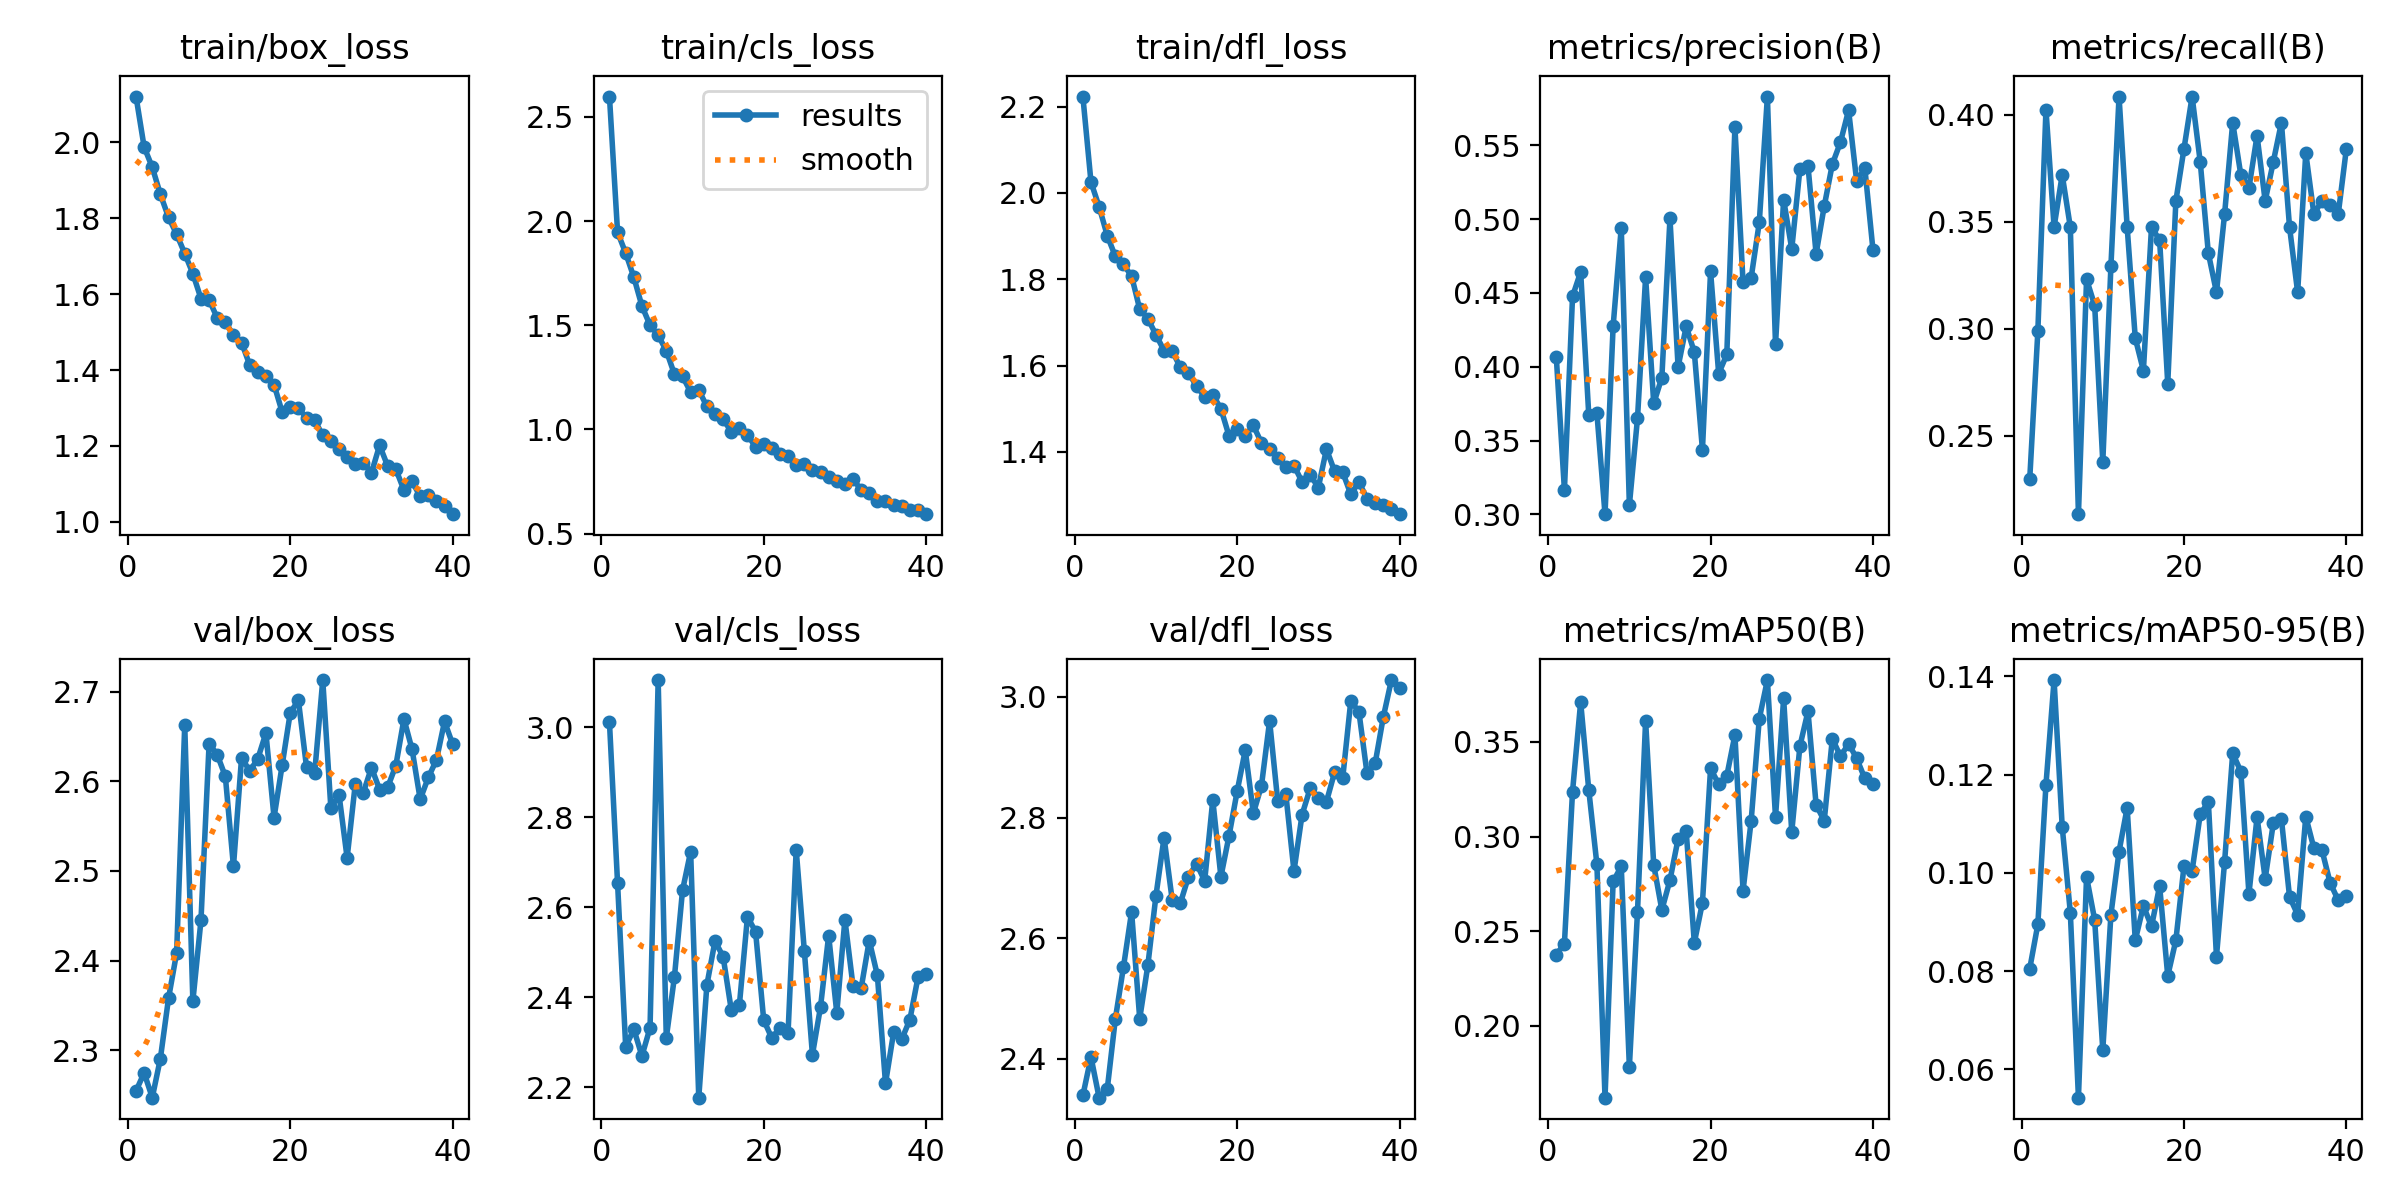 train/box_loss
2.0
1.8
1.6
1.4
1.2
1.0
0 20 40
train/cls_loss
results
smooth
2.5
2.0
1.5
1.0
0.5
0 20 40
train/dfl_loss
2.2
2.0
1.8
1.6
1.4
0 20 40
metrics/precision(B)
0.55
0.50
0.45
0.40
0.35
0.30
0 20 40
metrics/recall(B)
0.40
0.35
0.30
0.25
0 20 40
val/box_loss
2.7
2.6
2.5
2.4
2.3
0 20 40
val/cls_loss
3.0
2.8
2.6
2.4
2.2
0 20 40
val/dfl_loss
3.0
2.8
2.6
2.4
0 20 40
metrics/mAP50(B)
0.35
0.30
0.25
0.20
0 20 40
metrics/mAP50-95(B)
0.14
0.12
0.10
0.08
0.06
0 20 40